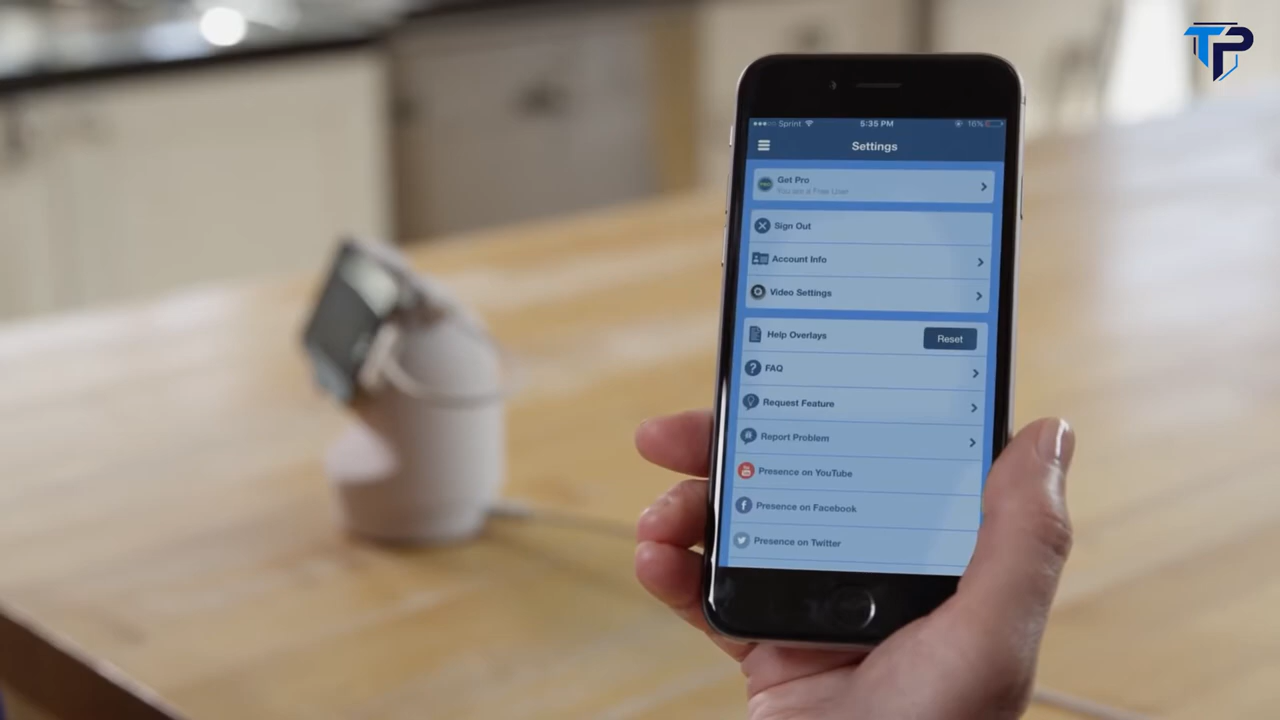 TP
Sprint 5:35 PM 16%
Settings
Get Pro
You are a Free User
Sign Out
Account Info
Video Settings
Help Overlays Reset
FAQ
Request Feature
Report Problem
Presence on YouTube
Presence on Facebook
Presence on Twitter